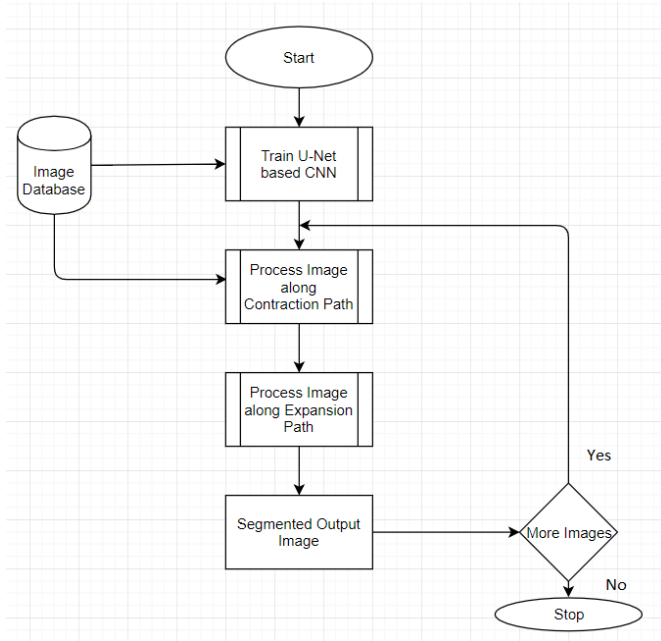 Start
Train U-Net
based CNN
Image
Database
Process Image
along
Contraction Path
Process Image
along Expansion
Path
Yes
Segmented Output
Image
More Images
No
Stop